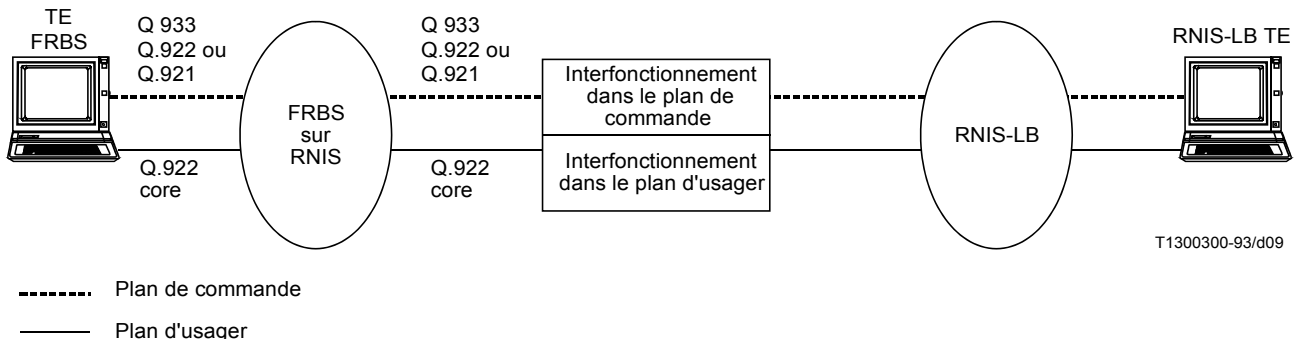 TE
FRBS
Q 933
Q.922 ou
Q.921
Q.922
core
FRBS
sur
RNIS
Q 933
Q.922 ou
Q.921
Q.922
core
Interfonctionnement
dans le plan de
commande
Interfonctionnement
dans le plan d'usager
RNIS-LB
RNIS-LB TE
T1300300-93/d09
Plan de commande
Plan d'usager